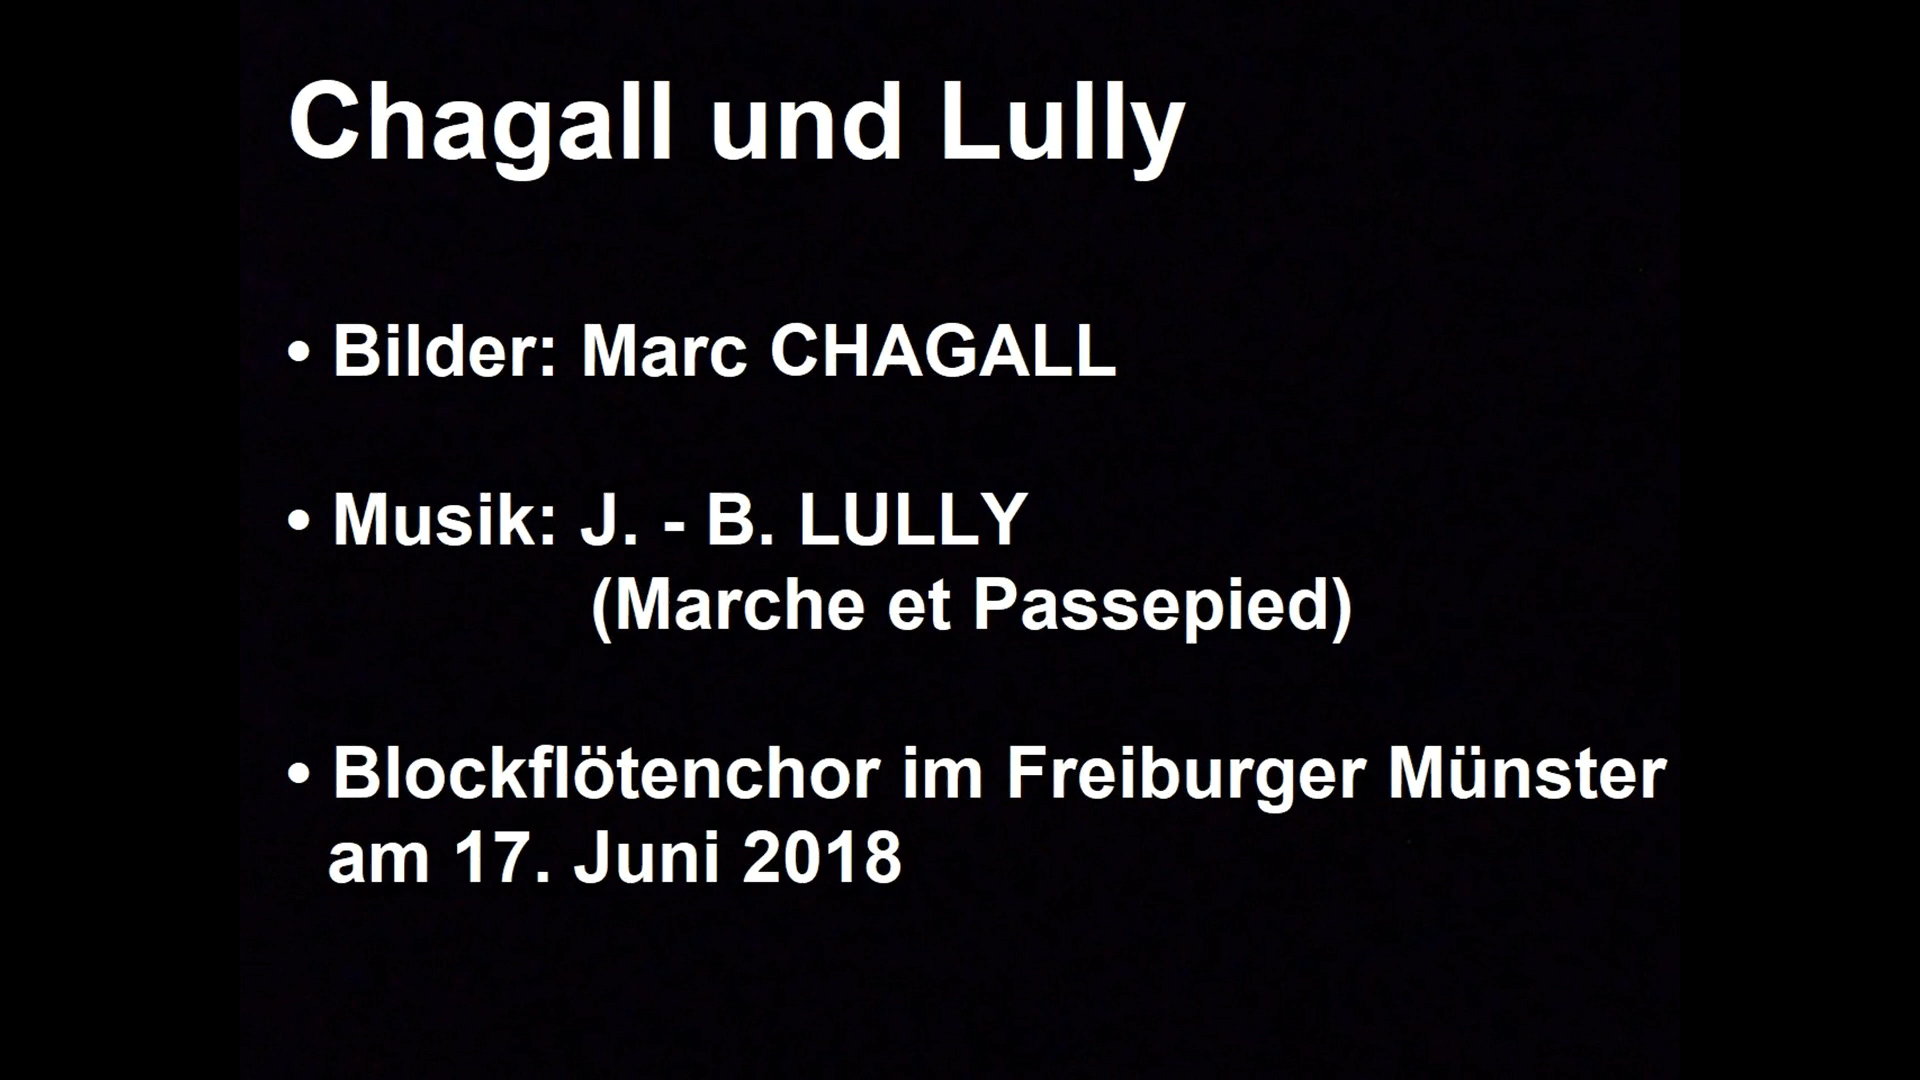 Chagall und Lully
• Bilder: Marc CHAGALL
• Musik: J. - B. LULLY
(Marche et Passepied)
• Blockflötenchor im Freiburger Münster
am 17. Juni 2018